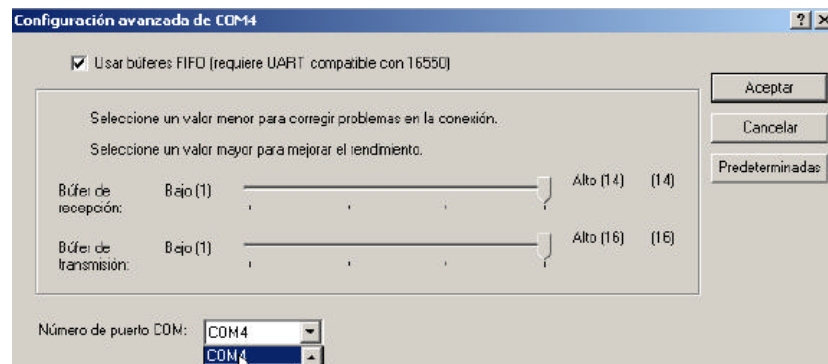 Configuración avanzada de COM4
Usar búferes FIFO (requiere UART compatible con 16550)
Aceptar
Seleccione un valor menor para corregir problemas en la conexión.
Cancelar
Seleccione un valor mayor para mejorar el rendimiento.
Predeterminadas
Búfer de recepción: Bajo (1) Alto (14) (14)
Búfer de transmisión: Bajo (1) Alto (16) (16)
Número de puerto COM: COM4
COM4